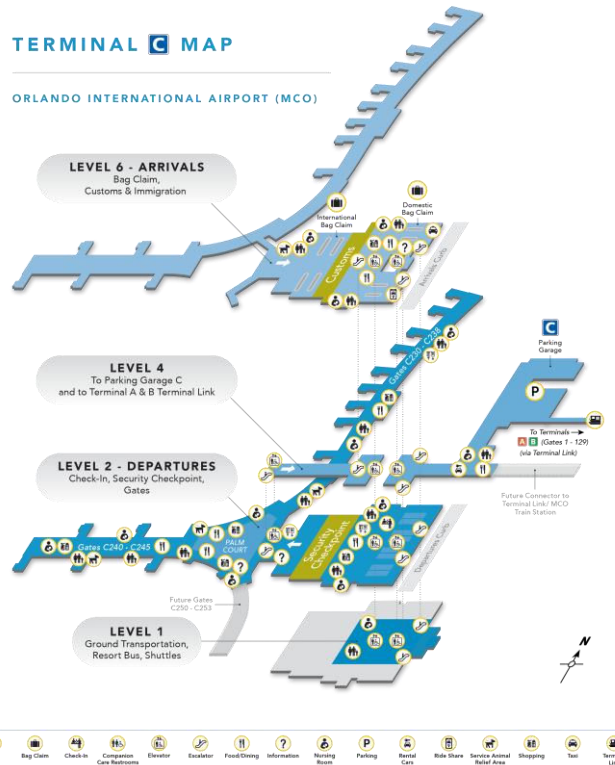 TERMINAL C MAP
ORLANDO INTERNATIONAL AIRPORT (MCO)
LEVEL 6 - ARRIVALS
Bag Claim,
Customs & Immigration
International
Bag Claim
Domestic
Bag Claim
Customs
Arrivals Curb
Gates C230 - C238
LEVEL 4
To Parking Garage C
and to Terminal A & B Terminal Link
C
Parking
Garage
P
To Terminals
A B (Gates 1 - 129)
(via Terminal Link)
Future Connector to
Terminal Link/ MCO
Train Station
LEVEL 2 - DEPARTURES
Check-In, Security Checkpoint,
Gates
Gates C240 - C245
PALM
COURT
Security
Checkpoint
Departures Curb
Future Gates
C250 - C253
LEVEL 1
Ground Transportation,
Resort Bus, Shuttles
N
Bag Claim
Check-In
Companion
Care Restrooms
Elevator
Escalator
Food/Dining
? Information
Nursing
Room
P Parking
Rental
Cars
Ride Share
Service Animal
Relief Area
Shopping
Taxi